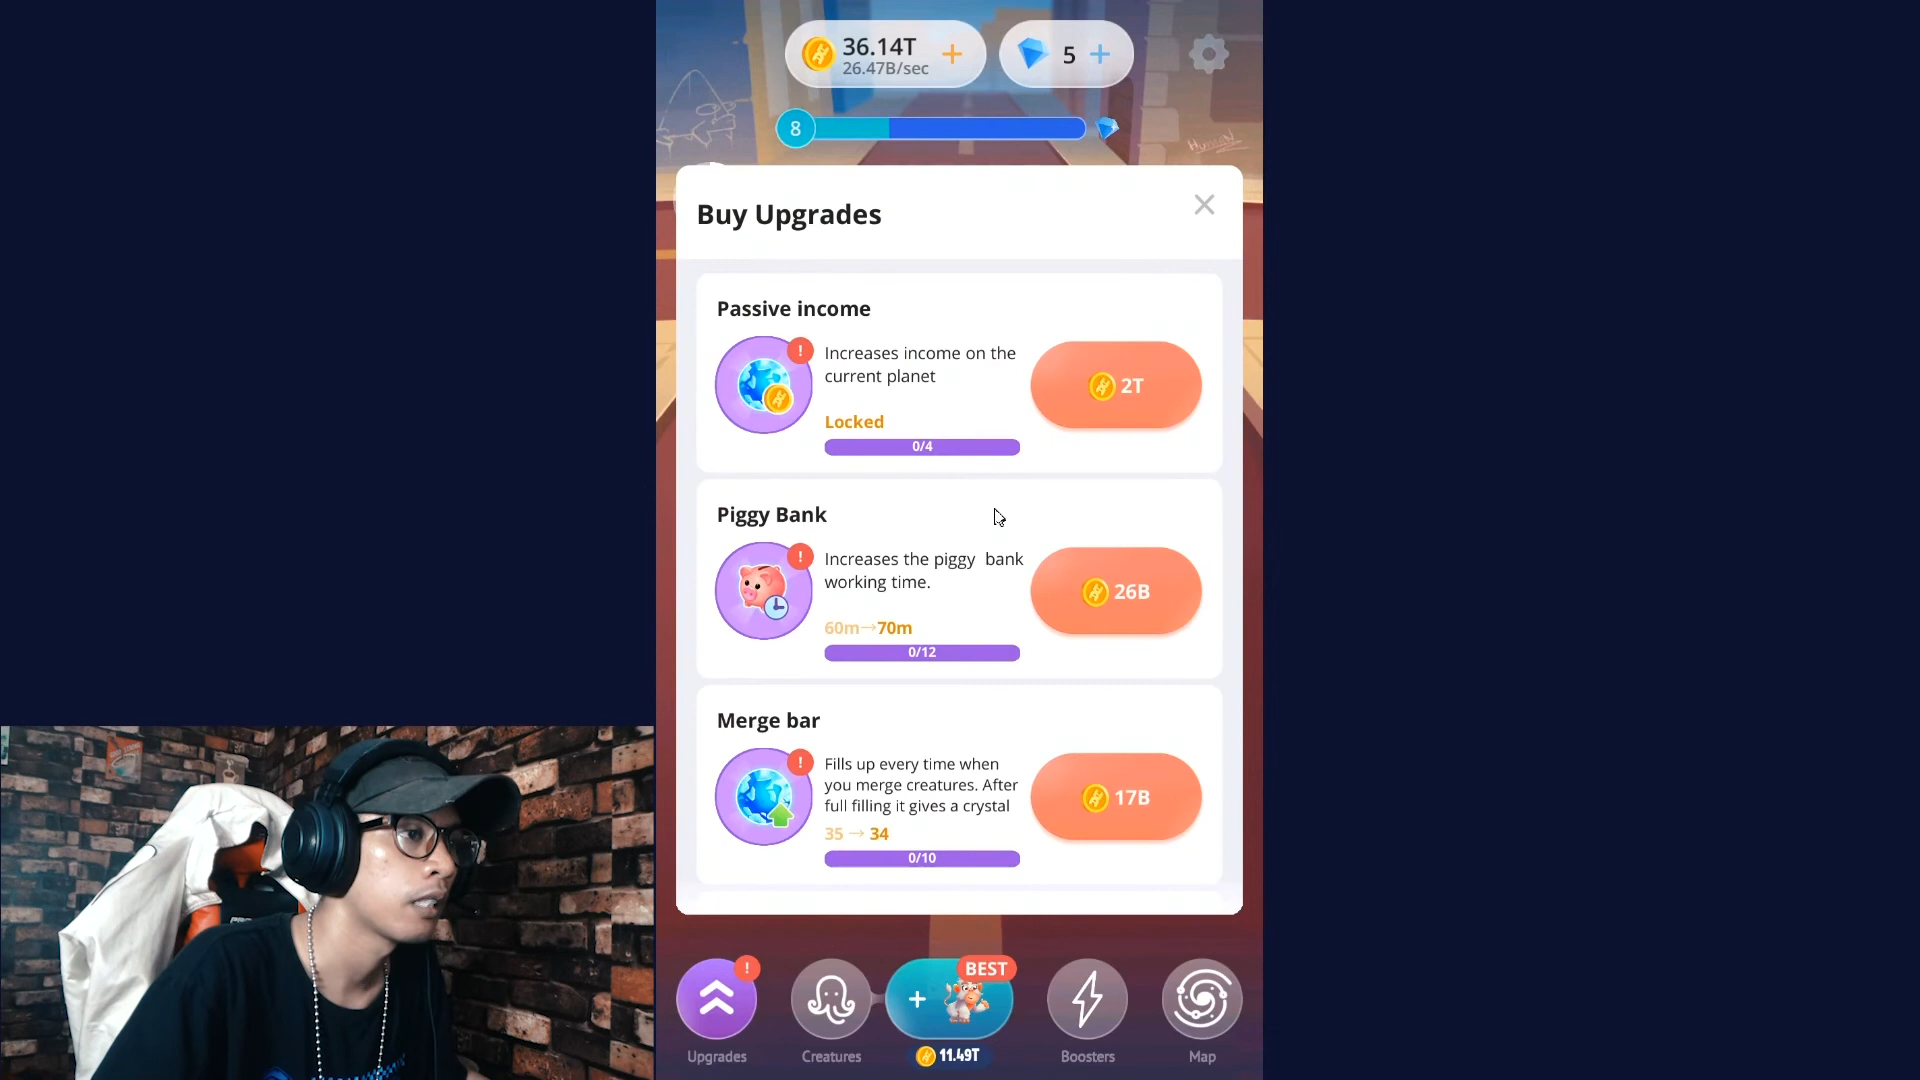 36.14T
26.47B/sec
5
8
Buy Upgrades
Passive income
Increases income on the
current planet
Locked
0/4
2T
Piggy Bank
Increases the piggy bank
working time.
60m→70m
0/12
26B
Merge bar
Fills up every time when
you merge creatures. After
full filling it gives a crystal
35 → 34
0/10
17B
BEST
Upgrades
Creatures
11.49T
Boosters
Map